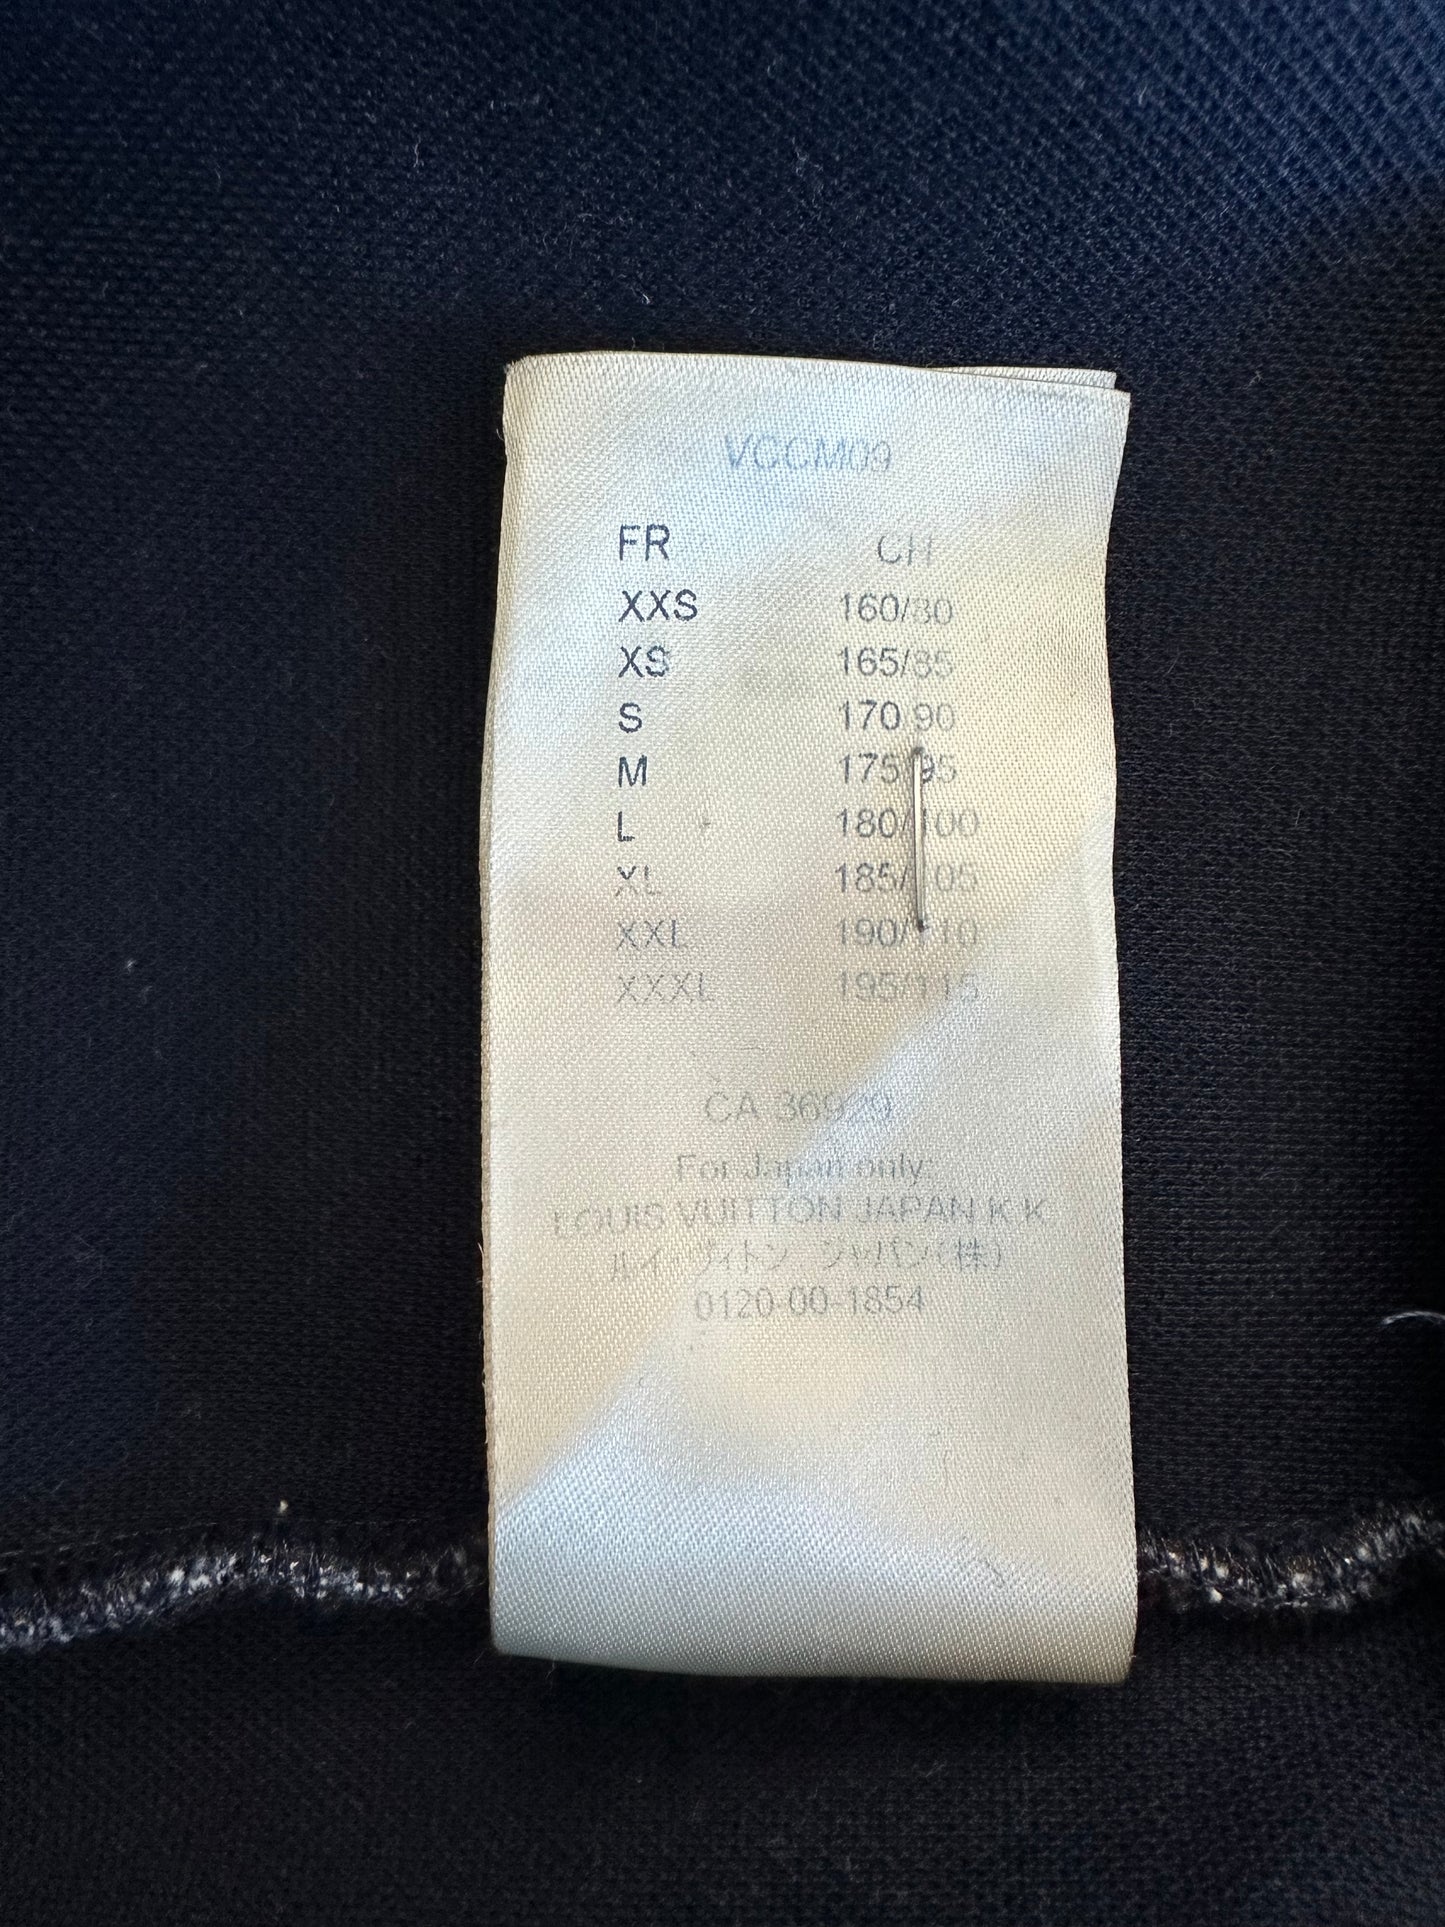 VCCM09
FR CH
XXS 160/80
XS 165/85
S 170/90
M 175/95
L 180/100
XL 185/105
XXL 190/110
XXXL 195/115
CA 36929
For Japan only:
LOUIS VUITTON JAPAN K.K
ルイ・ヴィトン ジャパン(株)
0120-00-1854